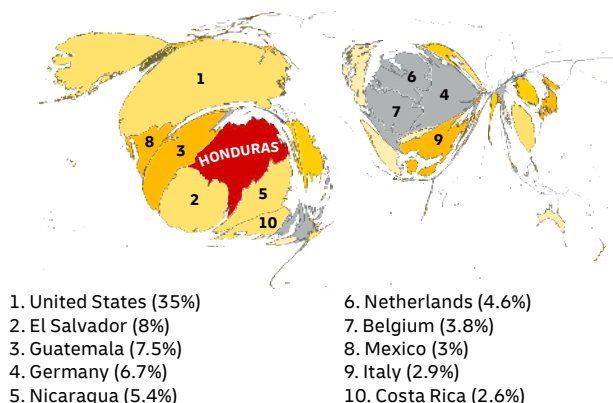 1
6
4
7
8
3
HONDURAS
9
2
5
10
1. United States (35%)
2. El Salvador (8%)
3. Guatemala (7.5%)
4. Germany (6.7%)
5. Nicaragua (5.4%)
6. Netherlands (4.6%)
7. Belgium (3.8%)
8. Mexico (3%)
9. Italy (2.9%)
10. Costa Rica (2.6%)